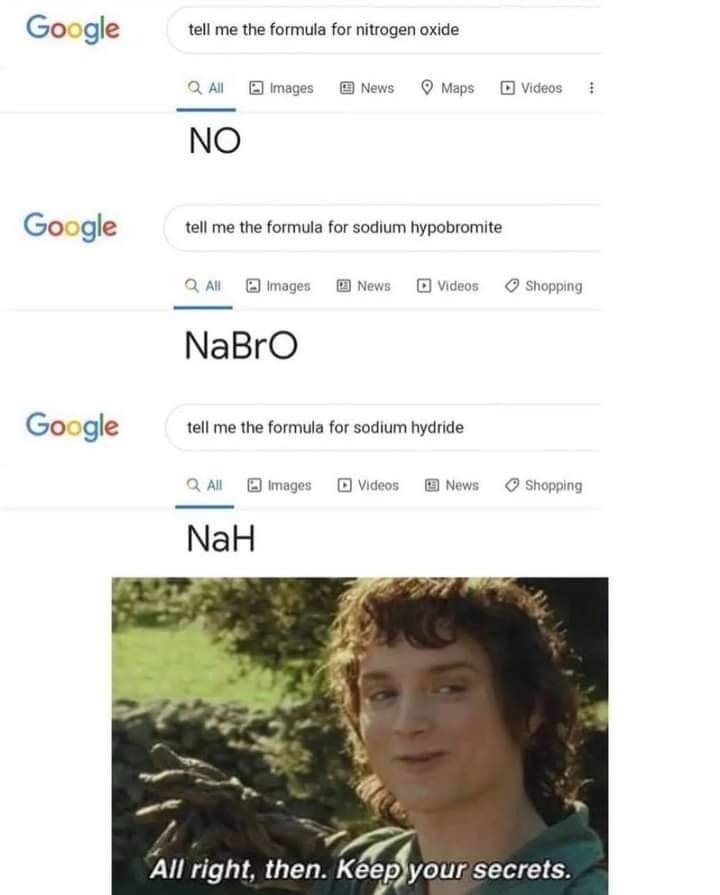 Google tell me the formula for nitrogen oxide
All Images News Maps Videos
NO
Google tell me the formula for sodium hypobromite
All Images News Videos Shopping
NaBrO
Google tell me the formula for sodium hydride
All Images Videos News Shopping
NaH
All right, then. Keep your secrets.